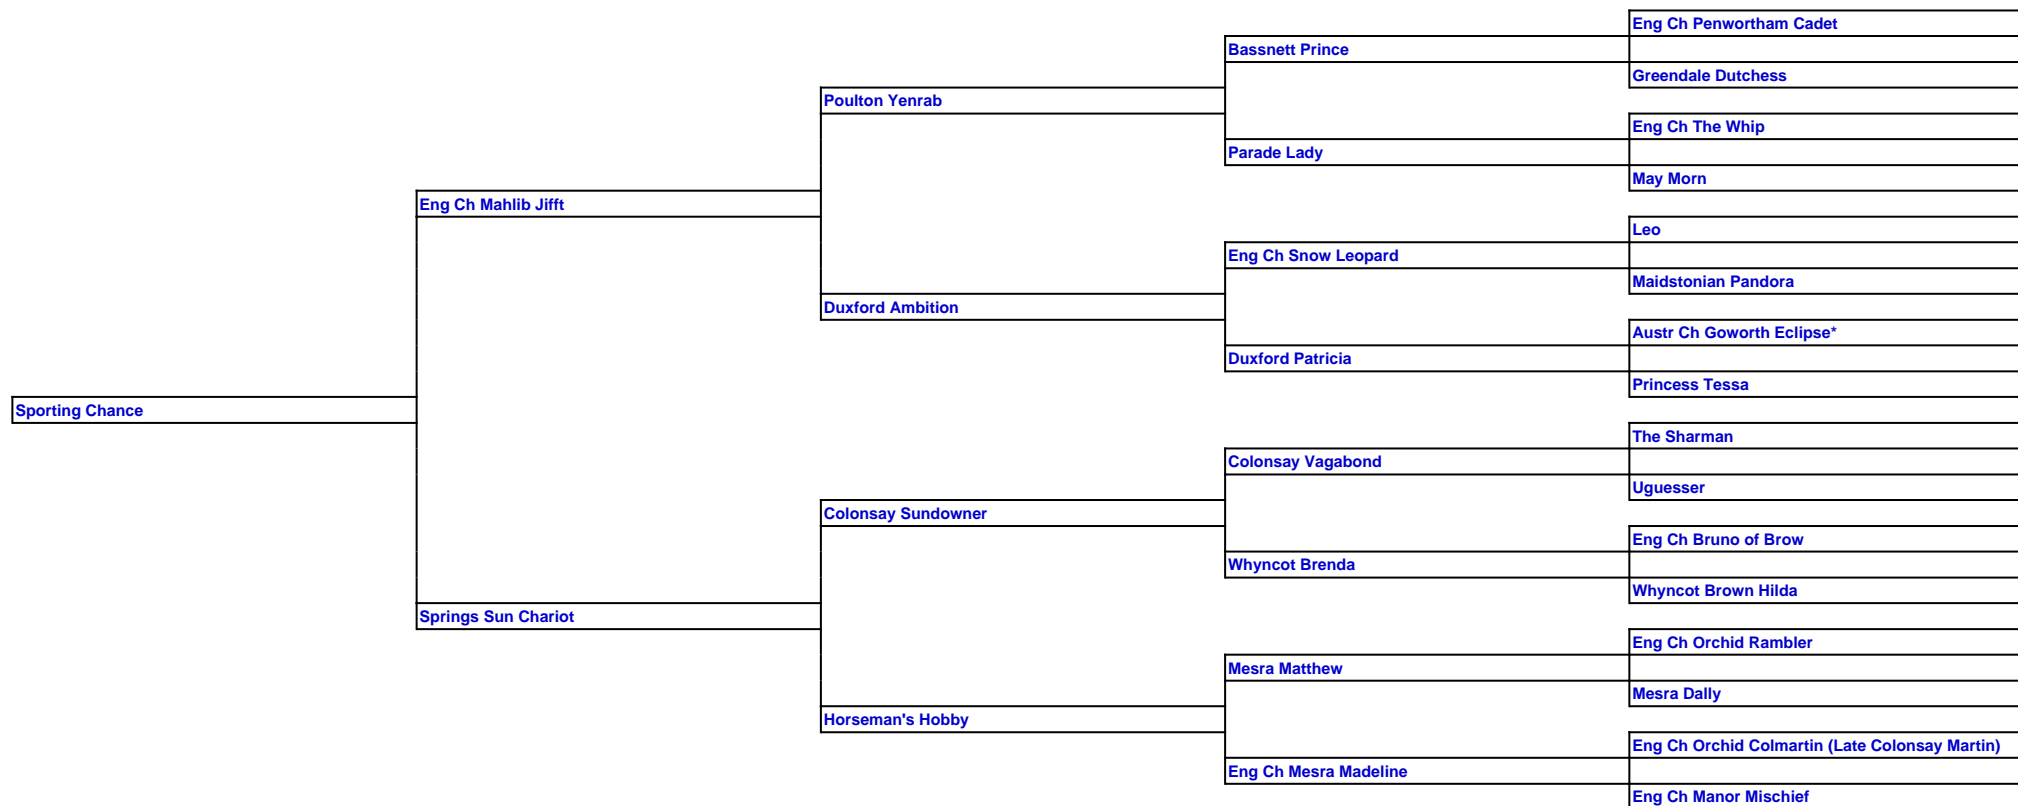 Eng Ch Penwortham Cadet
Bassnett Prince
Greendale Dutchess
Poulton Yenrab
Eng Ch The Whip
Parade Lady
May Morn
Eng Ch Mahlib Jifft
Leo
Eng Ch Snow Leopard
Maidstonian Pandora
Duxford Ambition
Austr Ch Goworth Eclipse*
Duxford Patricia
Princess Tessa
Sporting Chance
The Sharman
Colonsay Vagabond
Uguesser
Colonsay Sundowner
Eng Ch Bruno of Brow
Whyncot Brenda
Whyncot Brown Hilda
Springs Sun Chariot
Eng Ch Orchid Rambler
Mesra Matthew
Mesra Dally
Horseman's Hobby
Eng Ch Orchid Colmartin (Late Colonsay Martin)
Eng Ch Mesra Madeline
Eng Ch Manor Mischief